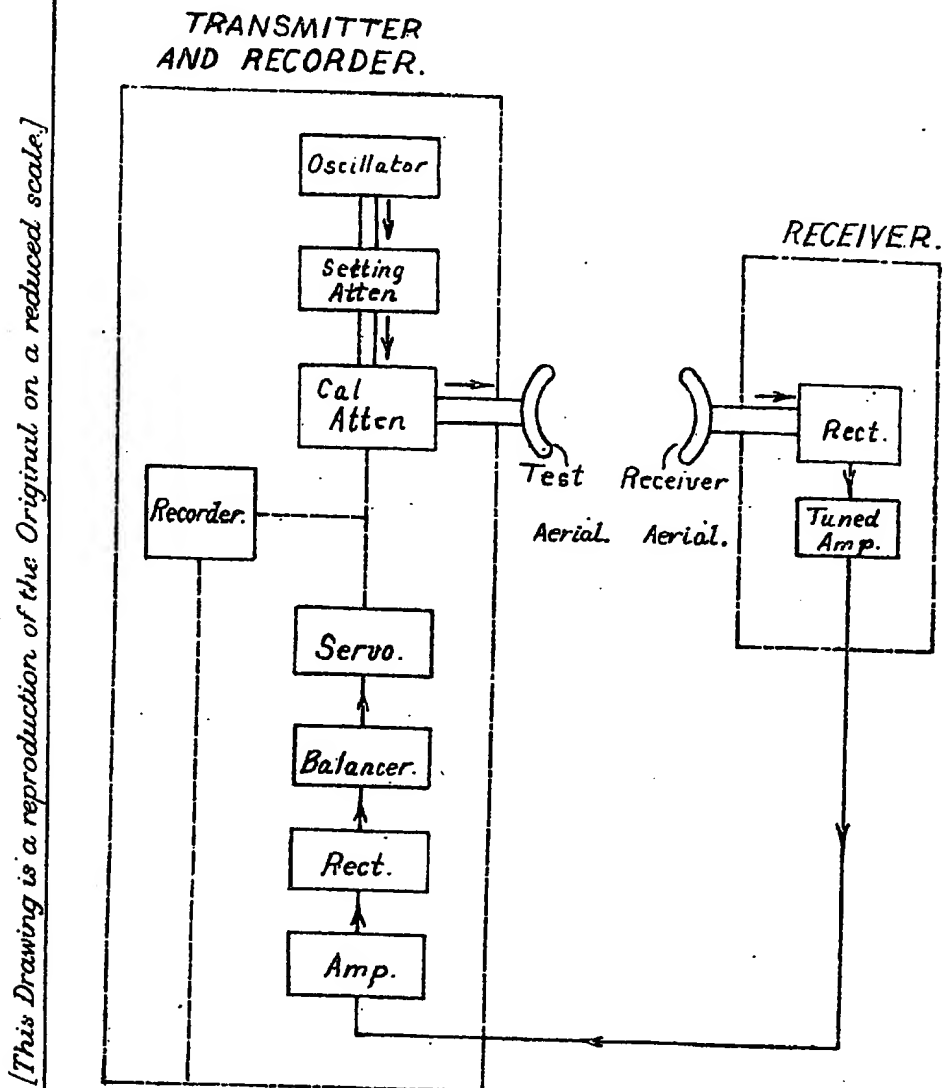 [This Drawing is a reproduction of the Original on a reduced scale.]
TRANSMITTER
AND RECORDER.
Oscillator
Setting
Atten
Cal
Atten
Recorder.
Servo.
Balancer.
Rect.
Amp.
Test
Aerial.
Receiver
Aerial.
RECEIVER.
Rect.
Tuned
Amp.